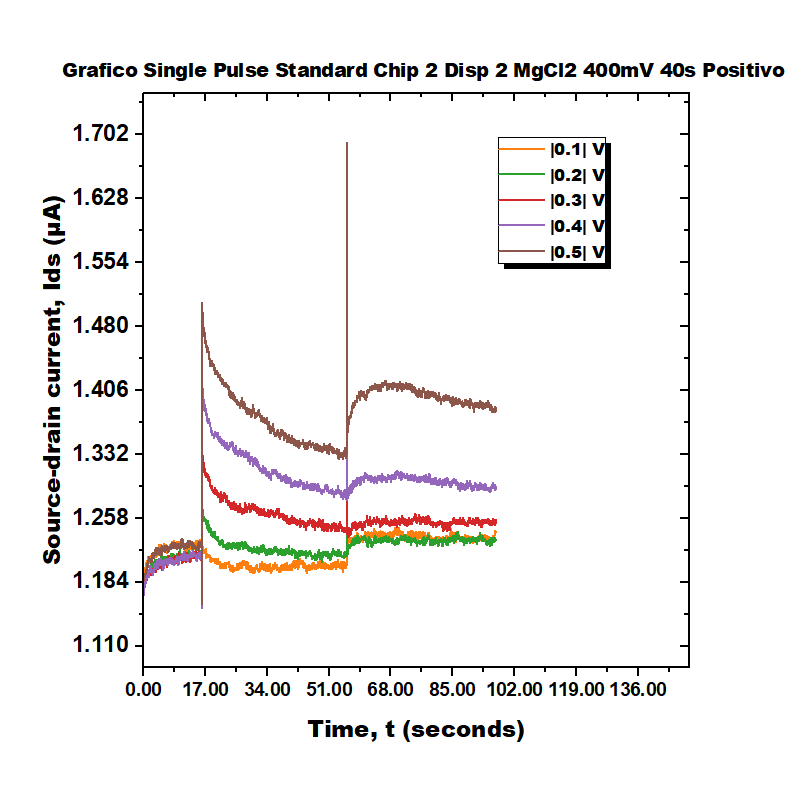 Grafico Single Pulse Standard Chip 2 Disp 2 MgCl2 400mV 40s Positivo
|0.1| V
|0.2| V
|0.3| V
|0.4| V
|0.5| V
Source-drain current, Ids (µA)
1.702
1.628
1.554
1.480
1.406
1.332
1.258
1.184
1.110
0.00 17.00 34.00 51.00 68.00 85.00 102.00 119.00 136.00
Time, t (seconds)